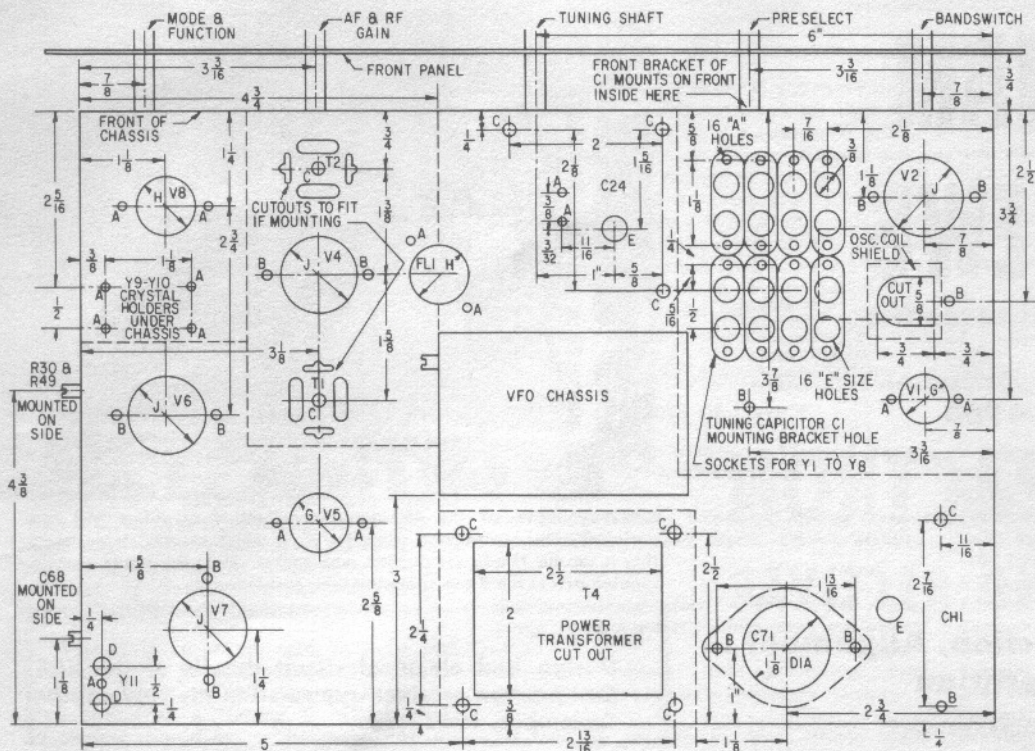 MODE &
FUNCTION
AF & RF
GAIN
TUNING SHAFT
PRESELECT
BANDSWITCH
6"
3 3/16
FRONT PANEL
FRONT BRACKET OF
C1 MOUNTS ON FRONT
INSIDE HERE
3 3/16
3/4
7/8
7/8
4 3/4
FRONT OF
CHASSIS
1 1/8
1 1/4
3/4
1/4
C
C
2
5/8
16 "A"
HOLES
7/16
2 1/8
3/8
T2
C
2 1/8
1 5/16
1 1/8
V2
J
B
B
2 5/16
H
V8
A
A
CUTOUTS TO FIT
IF MOUNTING
1 3/8
C24
A
3/8
A
E
1 1/8
3 3/4
2 3/4
A
3/32
11/16
1/4
OSC. COIL
SHIELD
7/8
3/8
1 1/8
B
J
V4
B
FL1
H
1"
5/8
C
CUT
OUT
5/8
B
A
A
Y9-Y10
CRYSTAL
HOLDERS
UNDER
CHASSIS
A
A
1/2
A
5/16
1/2
3 1/8
1 5/8
3/4
3/4
R30 &
R49
MOUNTED
ON
SIDE
T1
C
VFO CHASSIS
3 7/8
16 "E" SIZE
HOLES
V1
G
A
A
B
J
V6
B
B
TUNING CAPICITOR C1
MOUNTING BRACKET HOLE
7/8
3 3/16
SOCKETS FOR Y1 TO Y8
4 3/8
A
G
V5
A
C
C
C
11/16
1 5/8
3
2 1/2
2 1/2
1 13/16
2 7/16
C68
MOUNTED
ON
SIDE
B
2 5/8
T4
1/4
V7
J
2 1/4
2
POWER
TRANSFORMER
CUT OUT
B
C71
B
E
CH1
D
A
Y11
D
1/2
B
1 1/4
1 1/8
DIA
1 1/8
1/4
1/4
C
3/8
C
1"
B
2 3/4
5
2 13/16
1 1/8